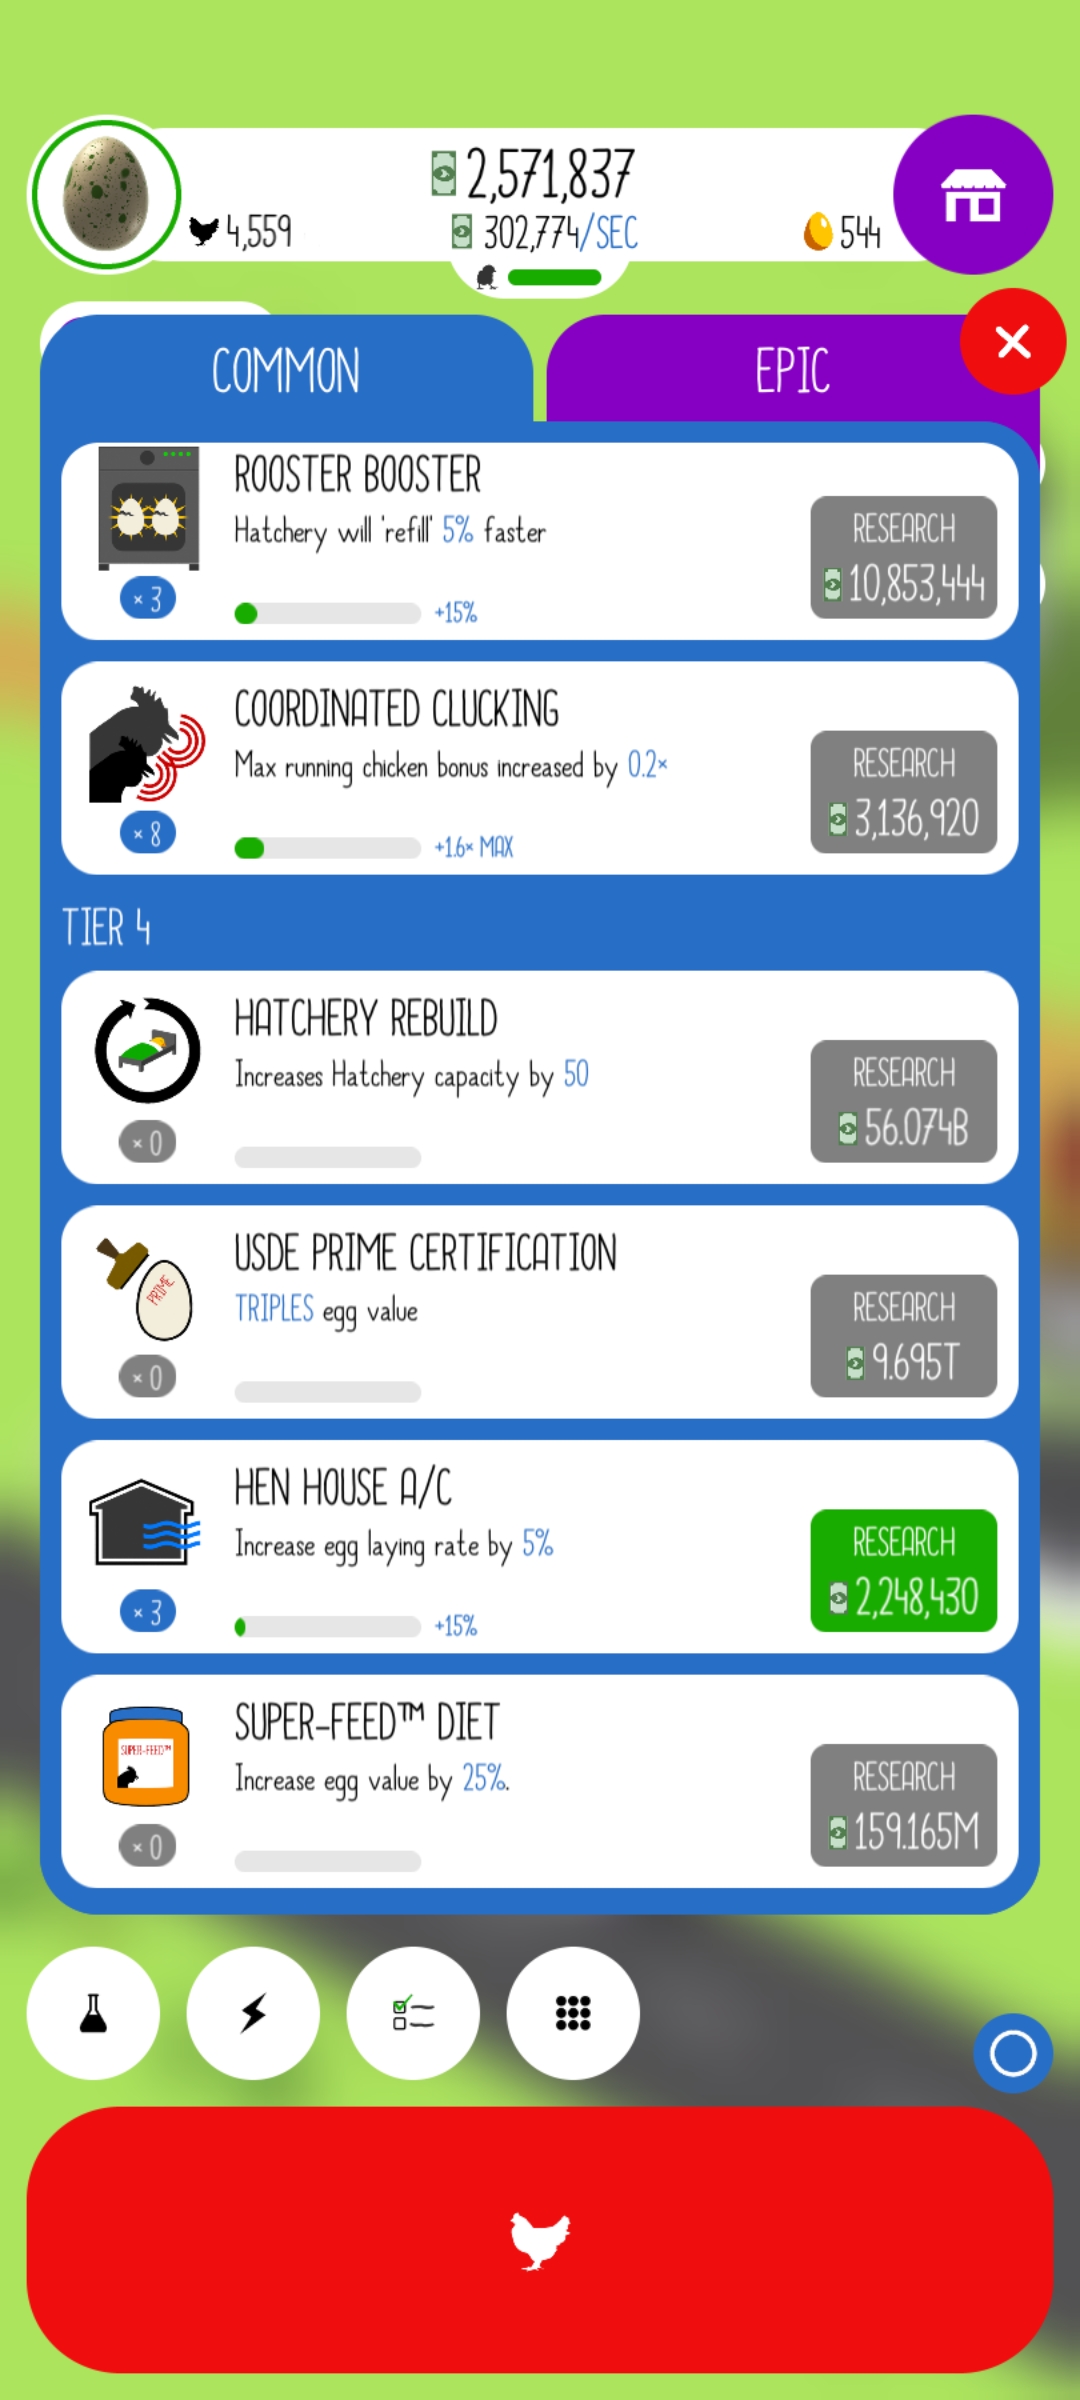 2,571,837
4,559
302,774/SEC
544
COMMON
EPIC
ROOSTER BOOSTER
Hatchery will 'refill' 5% faster
×3
+15%
RESEARCH
10,853,444
COORDINATED CLUCKING
Max running chicken bonus increased by 0.2×
×8
+1.6× MAX
RESEARCH
3,136,920
TIER 4
HATCHERY REBUILD
Increases Hatchery capacity by 50
×0
RESEARCH
56.074B
PRIME
USDE PRIME CERTIFICATION
TRIPLES egg value
×0
RESEARCH
9.695T
HEN HOUSE A/C
Increase egg laying rate by 5%
×3
+15%
RESEARCH
2,248,430
SUPER-FEED™
SUPER-FEED™ DIET
Increase egg value by 25%.
×0
RESEARCH
159.165M